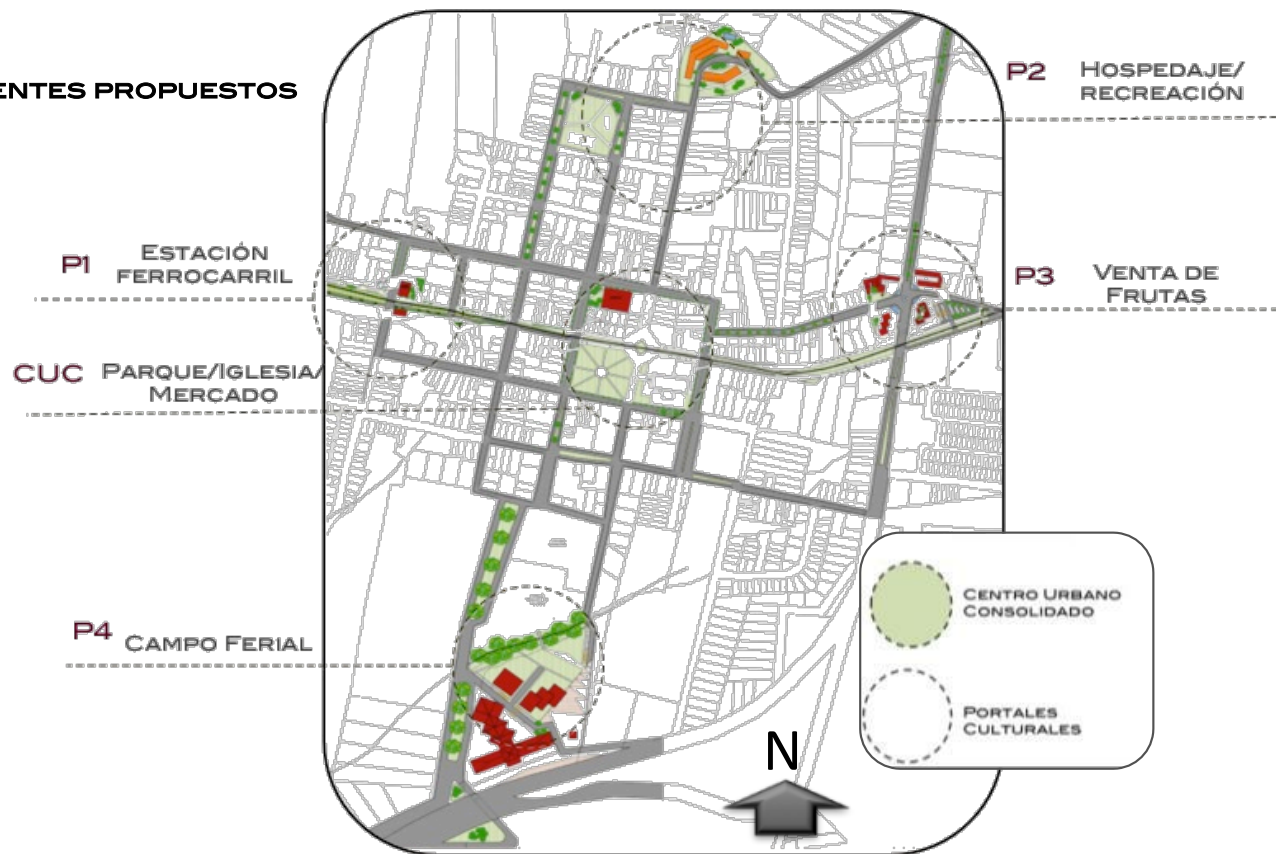 ENTES PROPUESTOS
P2 HOSPEDAJE/
RECREACIÓN
P1 ESTACIÓN
FERROCARRIL
P3 VENTA DE
FRUTAS
CUC PARQUE/IGLESIA/
MERCADO
P4 CAMPO FERIAL
CENTRO URBANO
CONSOLIDADO
PORTALES
CULTURALES
N